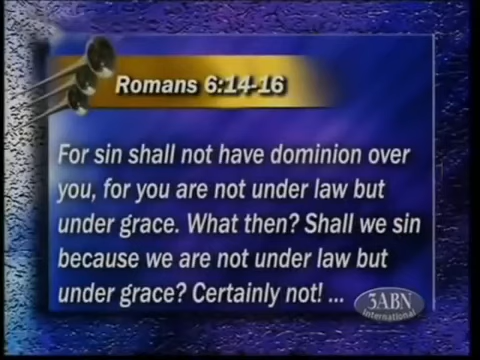 Romans 6:14-16
For sin shall not have dominion over
you, for you are not under law but
under grace. What then? Shall we sin
because we are not under law but
under grace? Certainly not! ...
3ABN
International